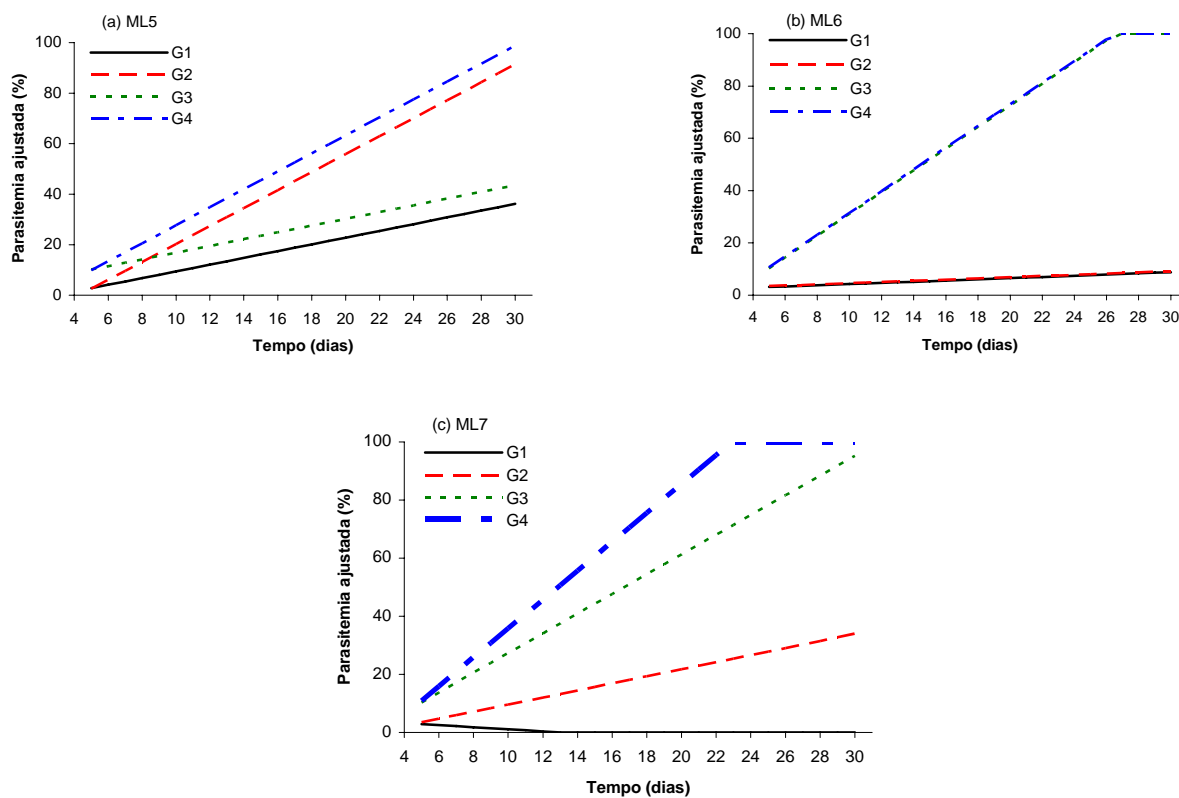 (a) ML5
Parasitemia ajustada (%)
100
80
60
40
20
0
G1
G2
G3
G4
4 6 8 10 12 14 16 18 20 22 24 26 28 30
Tempo (dias)
(b) ML6
Parasitemia ajustada (%)
100
80
60
40
20
0
G1
G2
G3
G4
4 6 8 10 12 14 16 18 20 22 24 26 28 30
Tempo (dias)
(c) ML7
Parasitemia ajustada (%)
100
80
60
40
20
0
G1
G2
G3
G4
4 6 8 10 12 14 16 18 20 22 24 26 28 30
Tempo (dias)